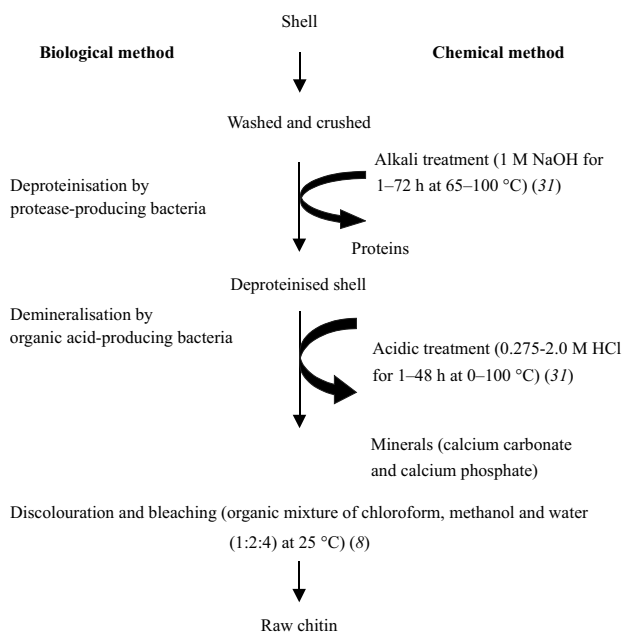 Shell
Biological method
Chemical method
Washed and crushed
Deproteinisation by
protease-producing bacteria
Alkali treatment (1 M NaOH for
1–72 h at 65–100 °C) (31)
Proteins
Deproteinised shell
Demineralisation by
organic acid-producing bacteria
Acidic treatment (0.275-2.0 M HCl
for 1–48 h at 0–100 °C) (31)
Minerals (calcium carbonate
and calcium phosphate)
Discolouration and bleaching (organic mixture of chloroform, methanol and water
(1:2:4) at 25 °C) (8)
Raw chitin